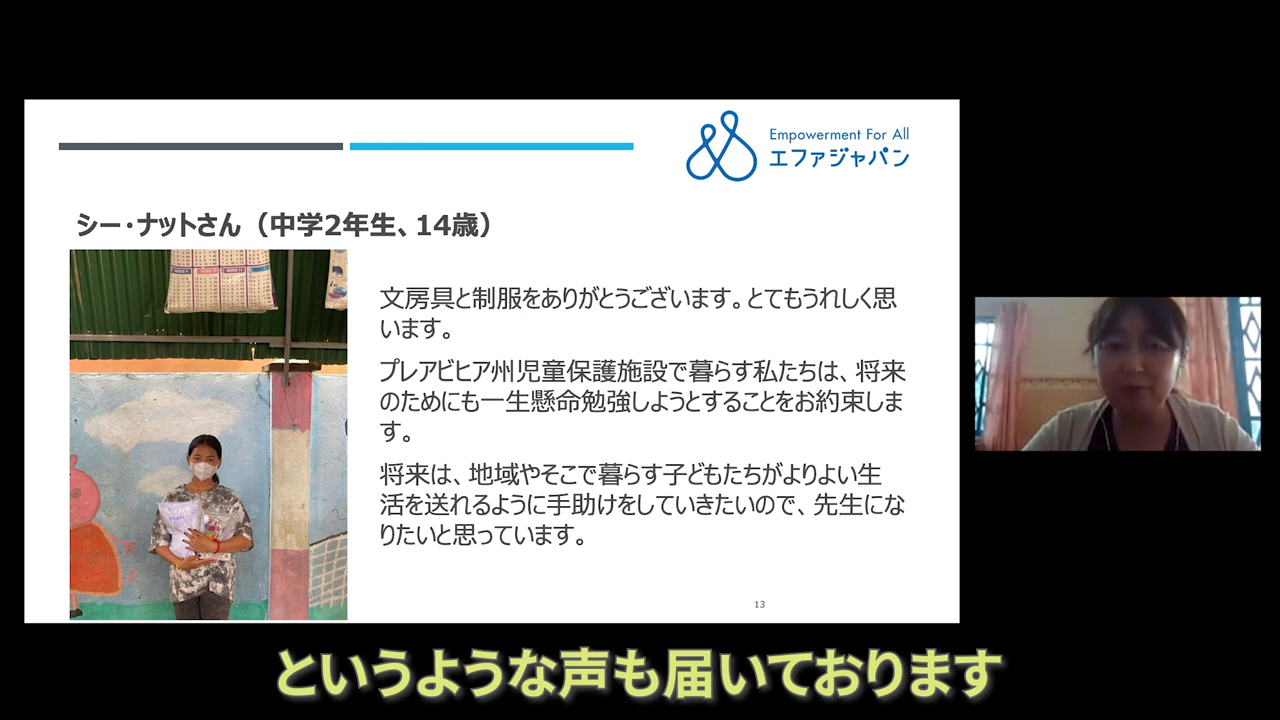 Empowerment For All
エファジャパン
シー・ナットさん（中学2年生、14歳）
文房具と制服をありがとうございます。とてもうれしく思
います。
プレアビヒア州児童保護施設で暮らす私たちは、将来
のためにも一生懸命勉強しようとすることをお約束しま
す。
将来は、地域やそこで暮らす子どもたちがよりよい生
活を送れるように手助けをしていきたいので、先生にな
りたいと思っています。
13
というような声も届いております